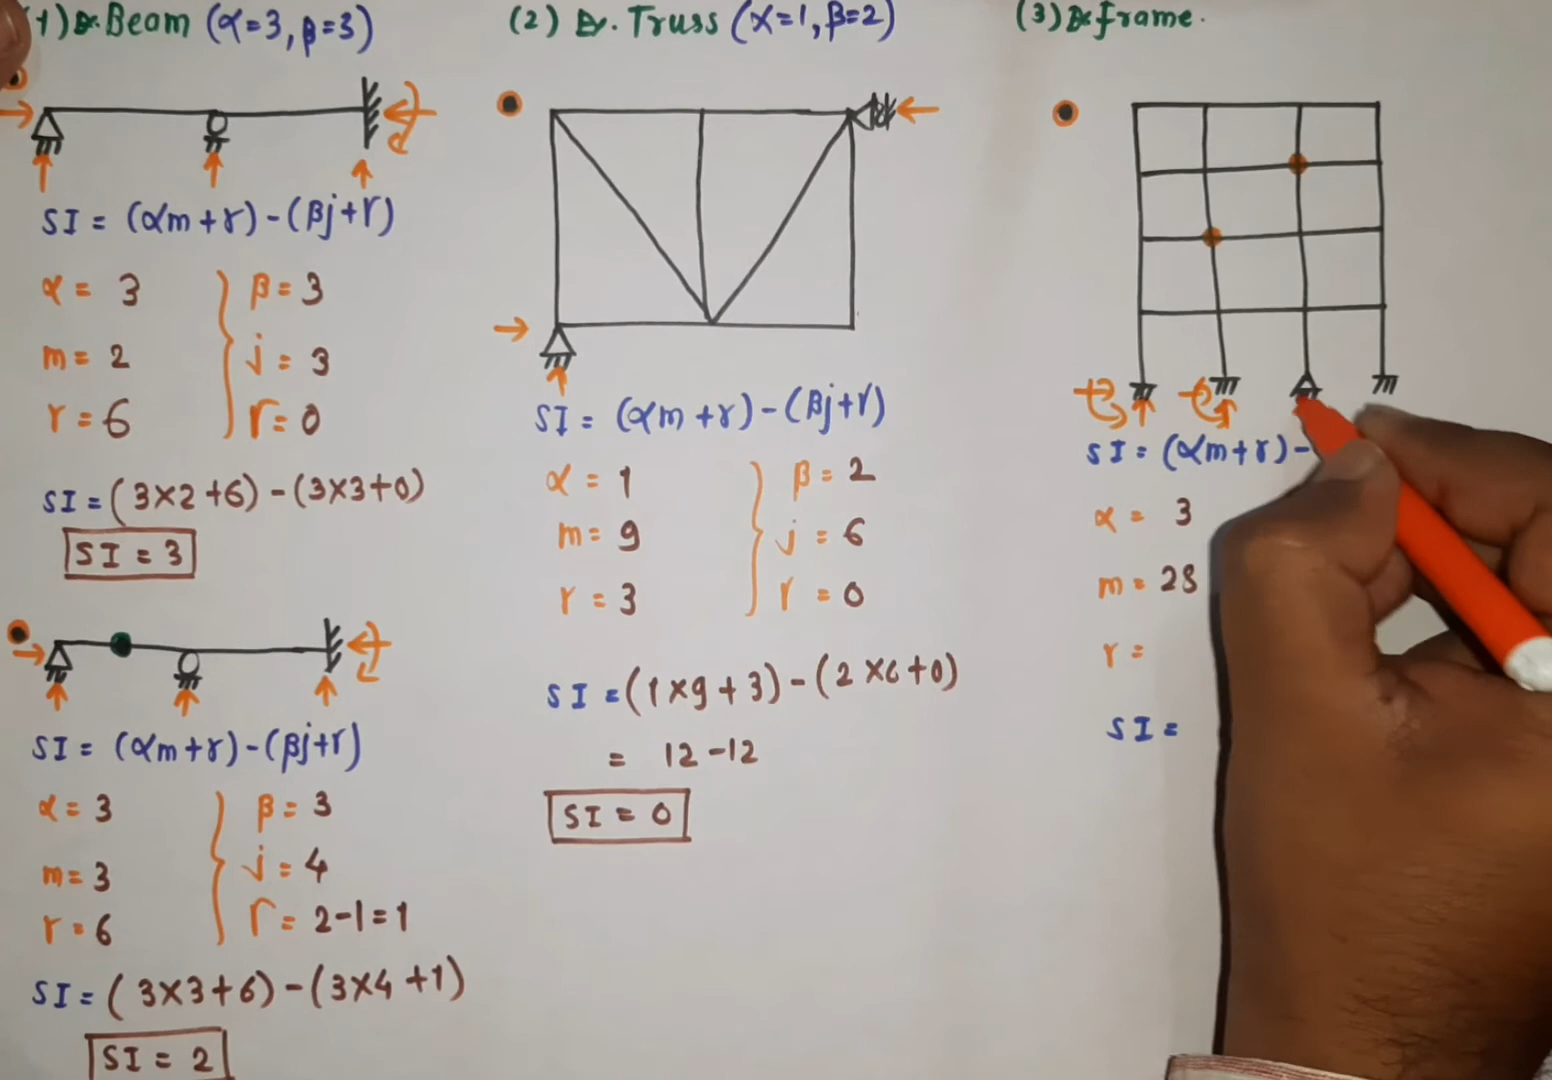 1) 2D Beam (α=3, β=3)
SI = (αm+r)-(βj+r)
α = 3
β = 3
m = 2
j = 3
r = 6
r = 0
SI = (3×2+6)-(3×3+0)
SI = 3
SI = (αm+r)-(βj+r)
α = 3
β = 3
m = 3
j = 4
r = 6
r = 2-1=1
SI = (3×3+6)-(3×4+1)
SI = 2
(2) 2D. Truss (α=1, β=2)
SI = (αm+r)-(βj+r)
α = 1
β = 2
m = 9
j = 6
r = 3
r = 0
SI = (1×9+3)-(2×6+0)
= 12-12
SI = 0
(3) 2D frame.
SI = (αm+r)-
α = 3
m = 28
r =
SI =